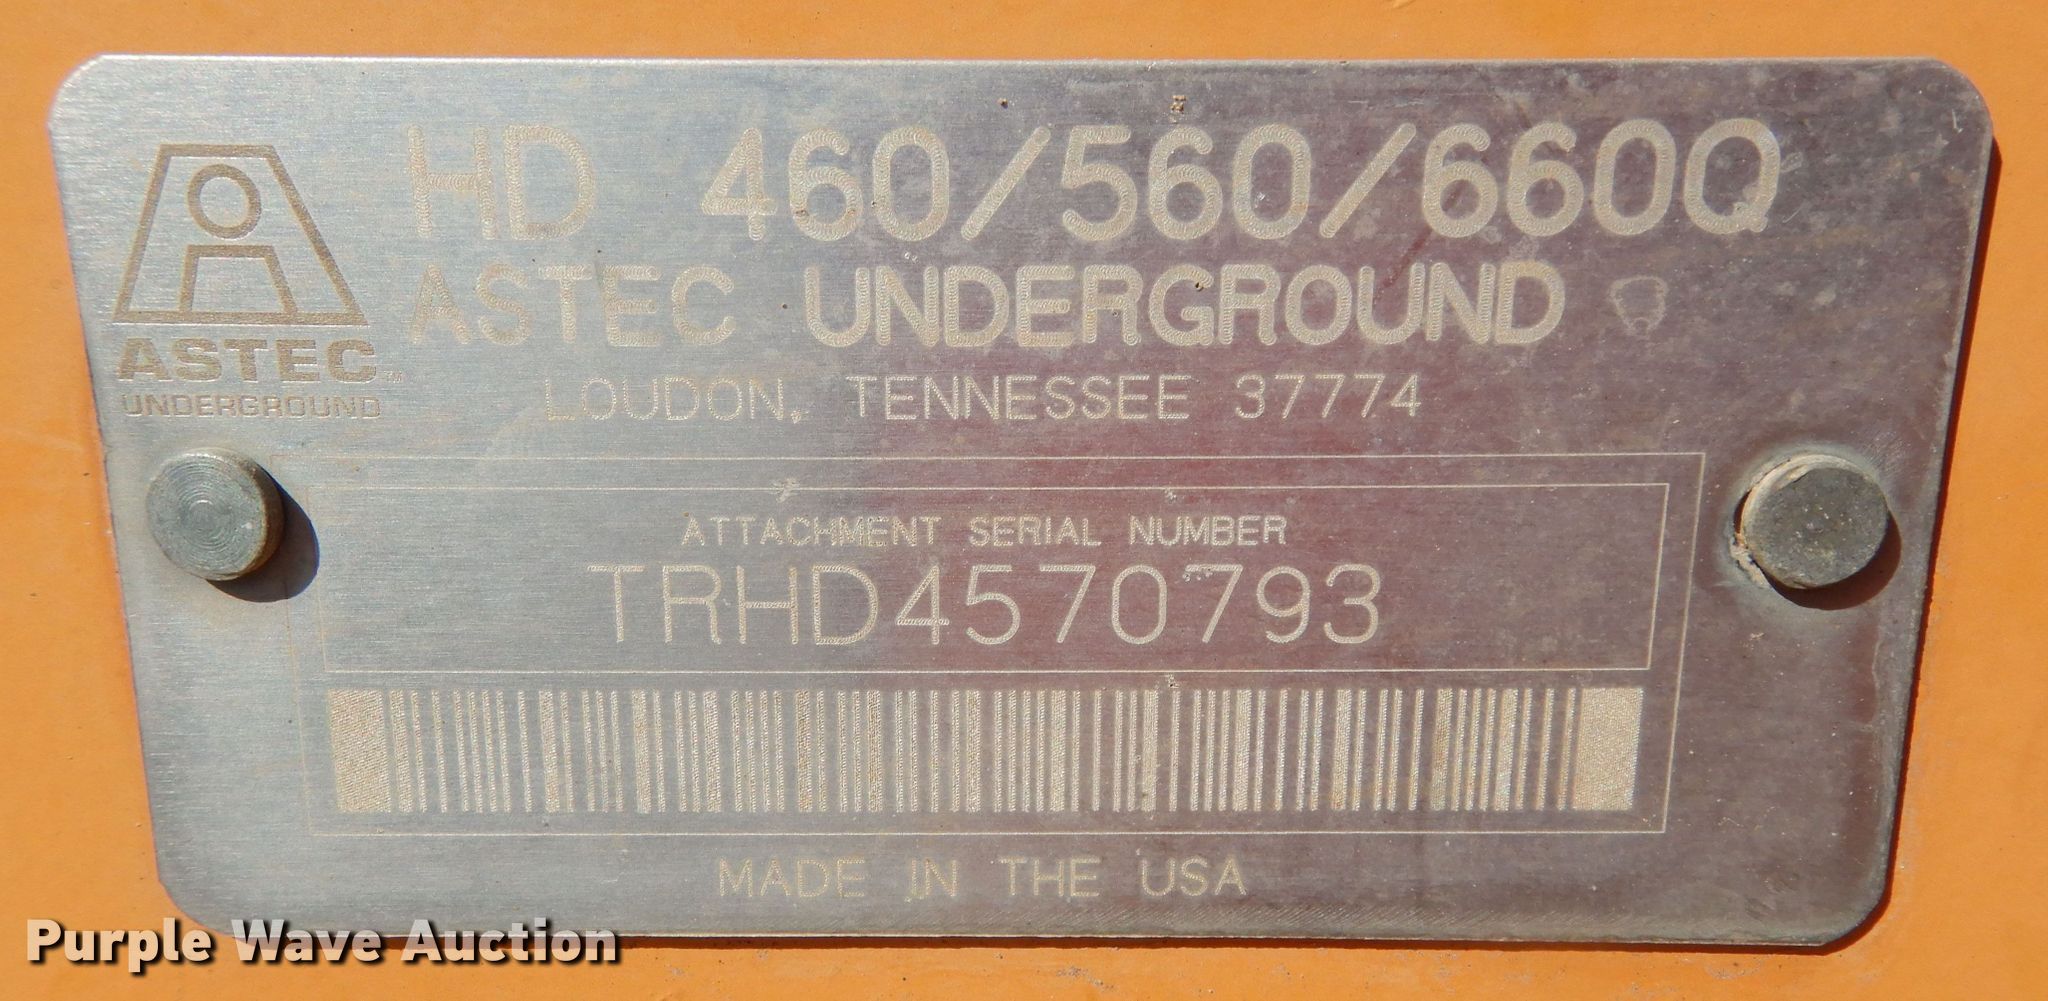 HD 460/560/660Q
ASTEC UNDERGROUND
LOUDON, TENNESSEE 37774
ASTEC™
UNDERGROUND
ATTACHMENT SERIAL NUMBER
TRHD4570793
MADE IN THE USA
Purple Wave Auction